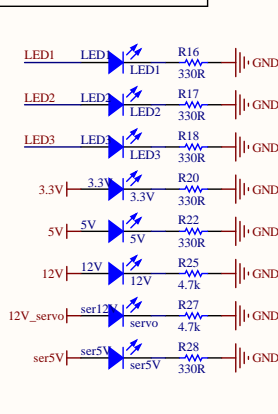 LED1 LED1 LED1 R16 330R GND
LED2 LED2 LED2 R17 330R GND
LED3 LED3 LED3 R18 330R GND
3.3V 3.3V 3.3V R20 330R GND
5V 5V 5V R22 330R GND
12V 12V 12V R25 4.7k GND
12V_servo ser12V servo R27 4.7k GND
ser5V ser5V ser5V R28 330R GND